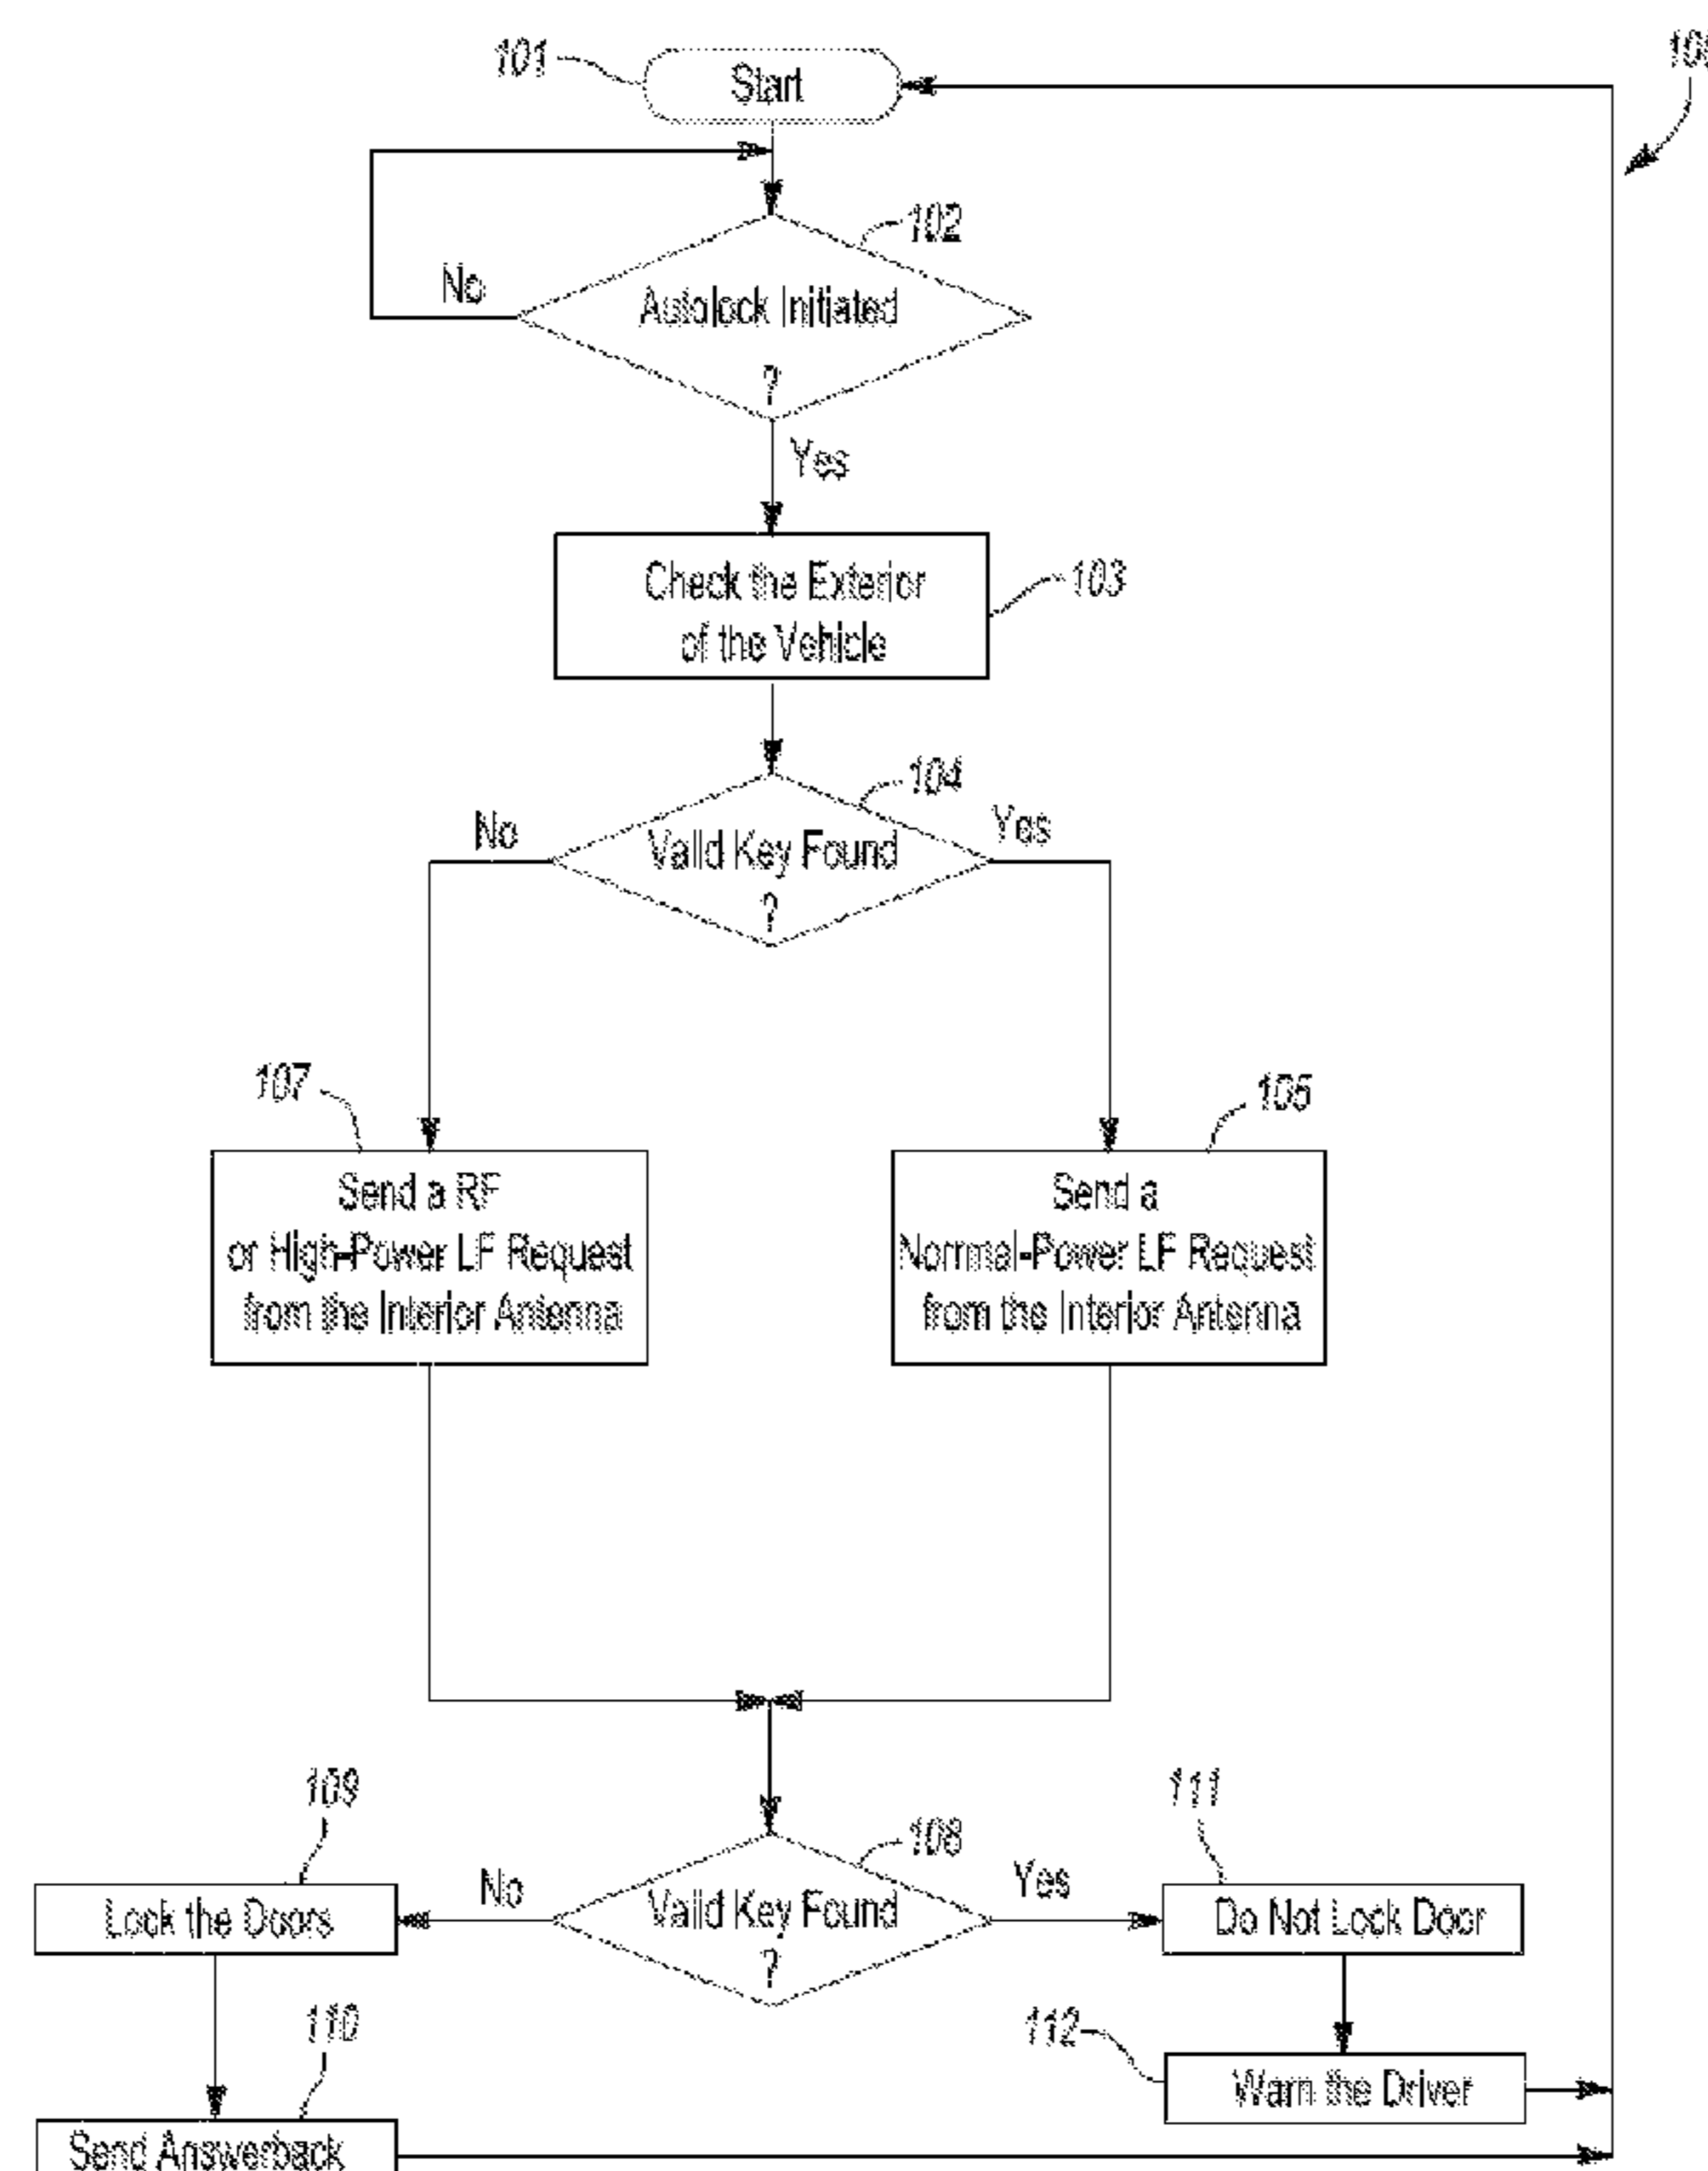 101
Start
102
No
Autolock Initiated
?
Yes
Check the Exterior
of the Vehicle
103
104
No
Yes
Valid Key Found
?
107
Send a RF
or High-Power LF Request
from the Interior Antenna
Send a
Norrmal-Power LF Request
from the Interior Antenna
109
111
108
No
Yes
Lock the Doors
Valid Key Found
?
Do Not Lock Door
110
112
Warn the Driver
Send Answerback